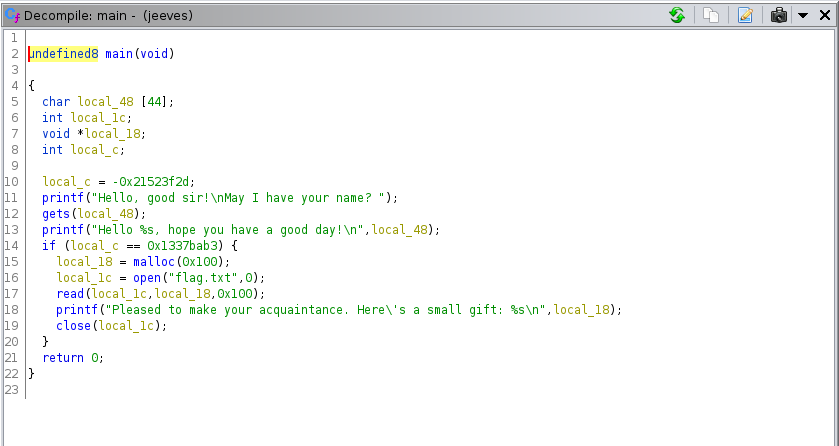 Decompile: main - (jeeves)
1
2 undefined8 main(void)
3
4 {
5 char local_48 [44];
6 int local_1c;
7 void *local_18;
8 int local_c;
9
10 local_c = -0x21523f2d;
11 printf("Hello, good sir!\nMay I have your name? ");
12 gets(local_48);
13 printf("Hello %s, hope you have a good day!\n",local_48);
14 if (local_c == 0x1337bab3) {
15 local_18 = malloc(0x100);
16 local_1c = open("flag.txt",0);
17 read(local_1c,local_18,0x100);
18 printf("Pleased to make your acquaintance. Here\'s a small gift: %s\n",local_18);
19 close(local_1c);
20 }
21 return 0;
22 }
23